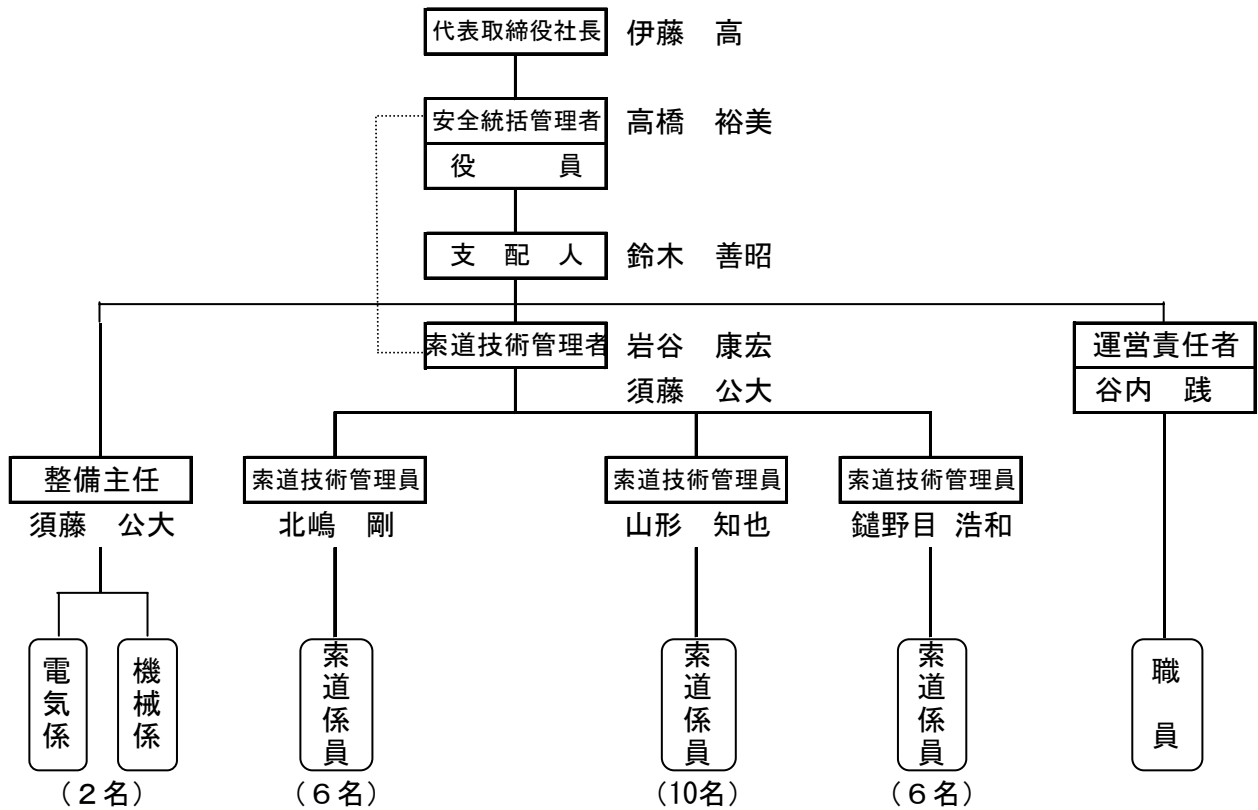 代表取締役社長 伊藤　高
安全統括管理者 高橋　裕美
役　　　員
支　配　人 鈴木　善昭
索道技術管理者 岩谷　康宏
須藤　公大
運営責任者
谷内　践
整備主任
須藤　公大
索道技術管理員
北嶋　剛
索道技術管理員
山形　知也
索道技術管理員
鑓野目 浩和
電気係
機械係
（２名）
索道係員
（６名）
索道係員
（10名）
索道係員
（６名）
職員